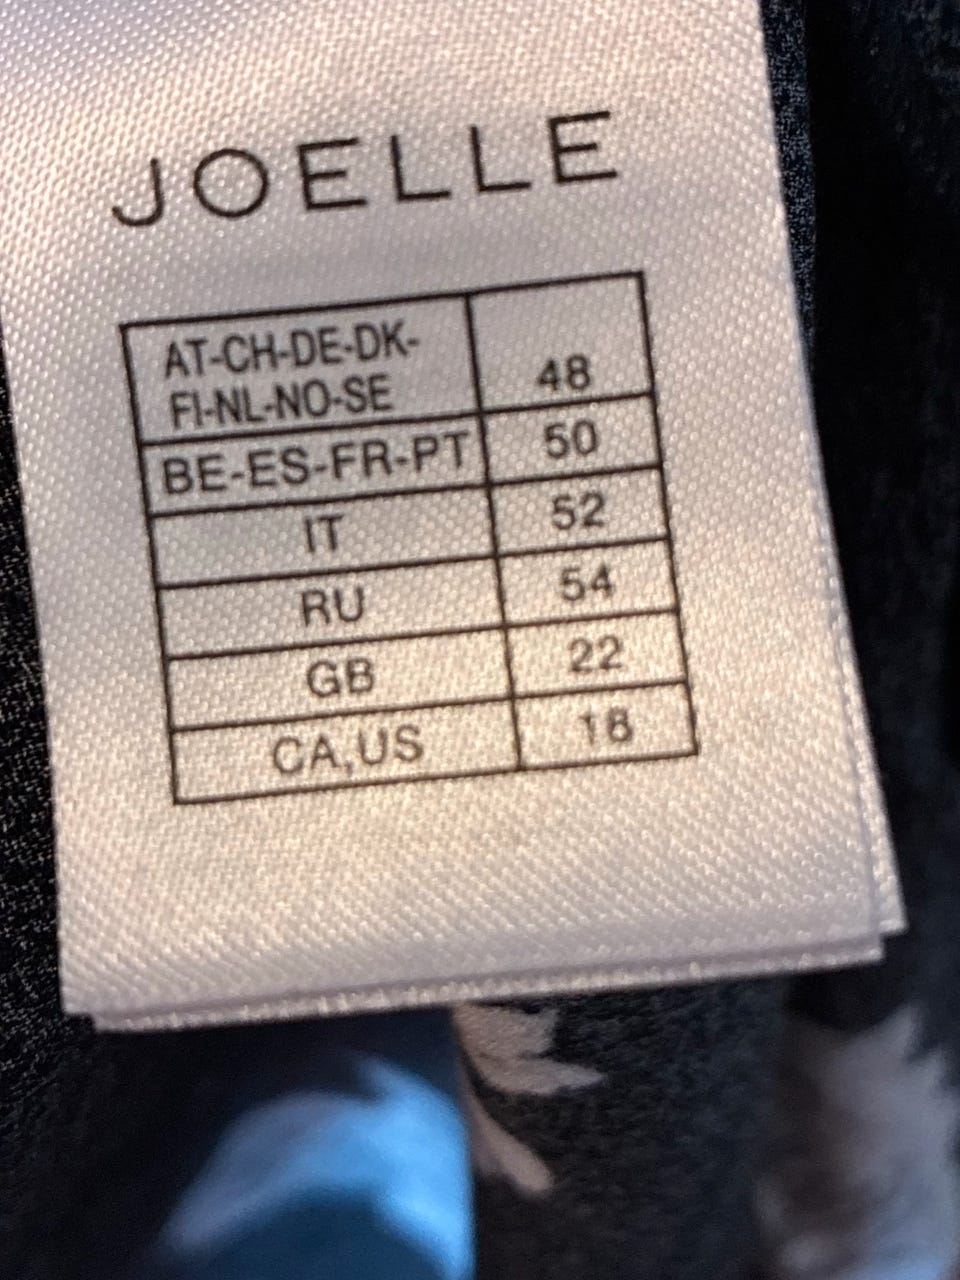 JOELLE
AT-CH-DE-DK-
FI-NL-NO-SE 48
BE-ES-FR-PT 50
IT 52
RU 54
GB 22
CA,US 18